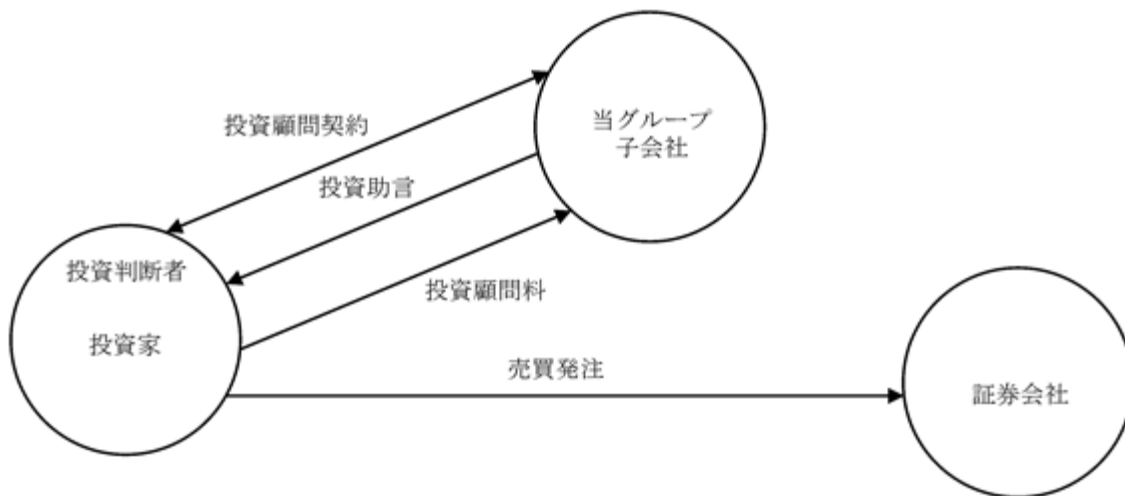 当グループ
子会社
投資顧問契約
投資助言
投資判断者
投資家
投資顧問料
売買発注
証券会社